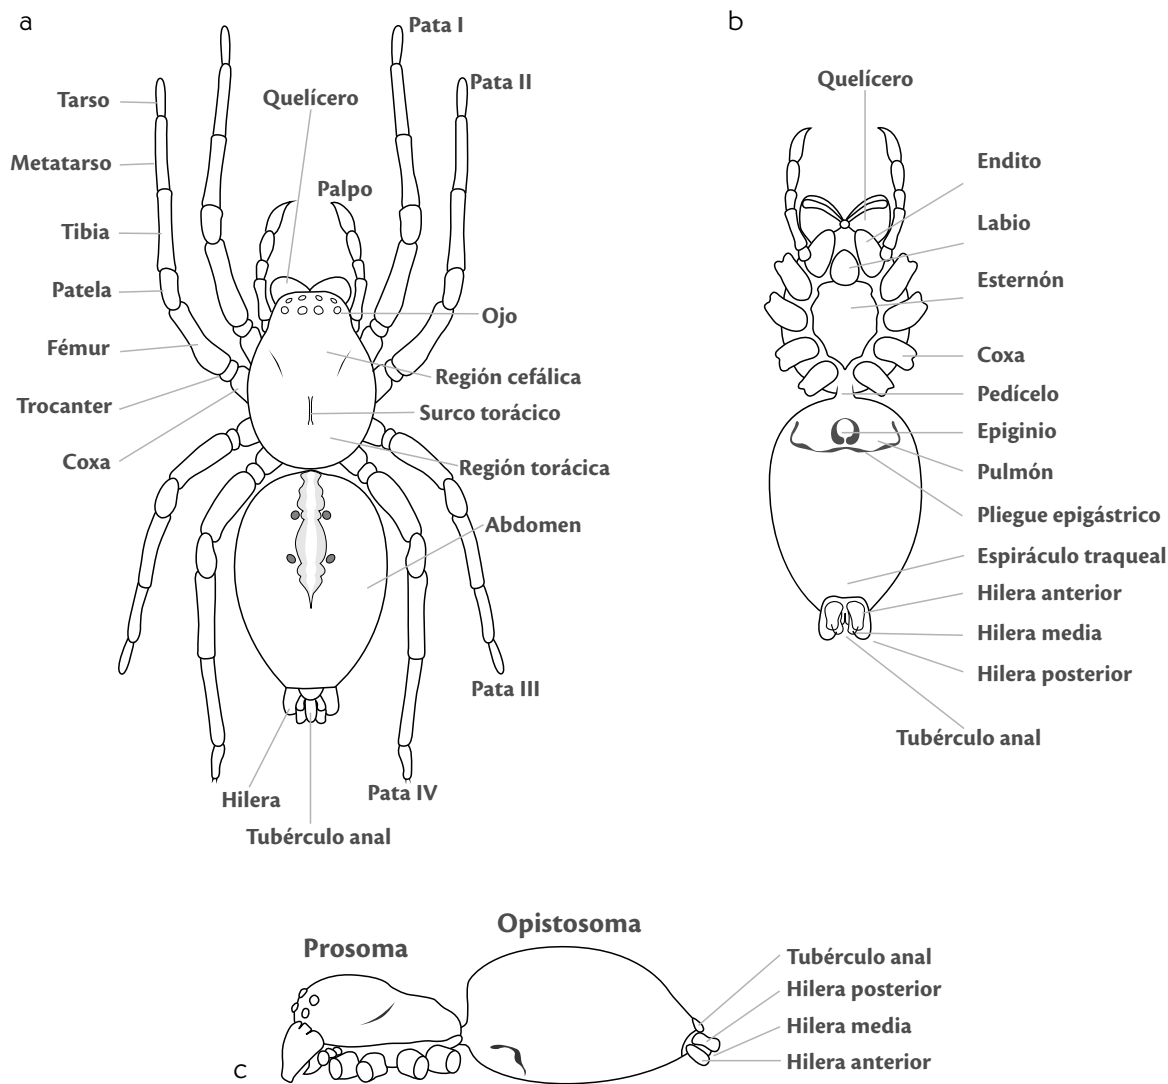 a
Pata I
Pata II
Quelícero
Tarso
Metatarso
Palpo
Tibia
Patela
Ojo
Fémur
Región cefálica
Trocanter
Surco torácico
Coxa
Región torácica
Abdomen
Pata III
Hilera
Pata IV
Tubérculo anal
b
Quelícero
Endito
Labio
Esternón
Coxa
Pedícelo
Epiginio
Pulmón
Pliegue epigástrico
Espiráculo traqueal
Hilera anterior
Hilera media
Hilera posterior
Tubérculo anal
Opistosoma
Prosoma
Tubérculo anal
Hilera posterior
Hilera media
Hilera anterior
c